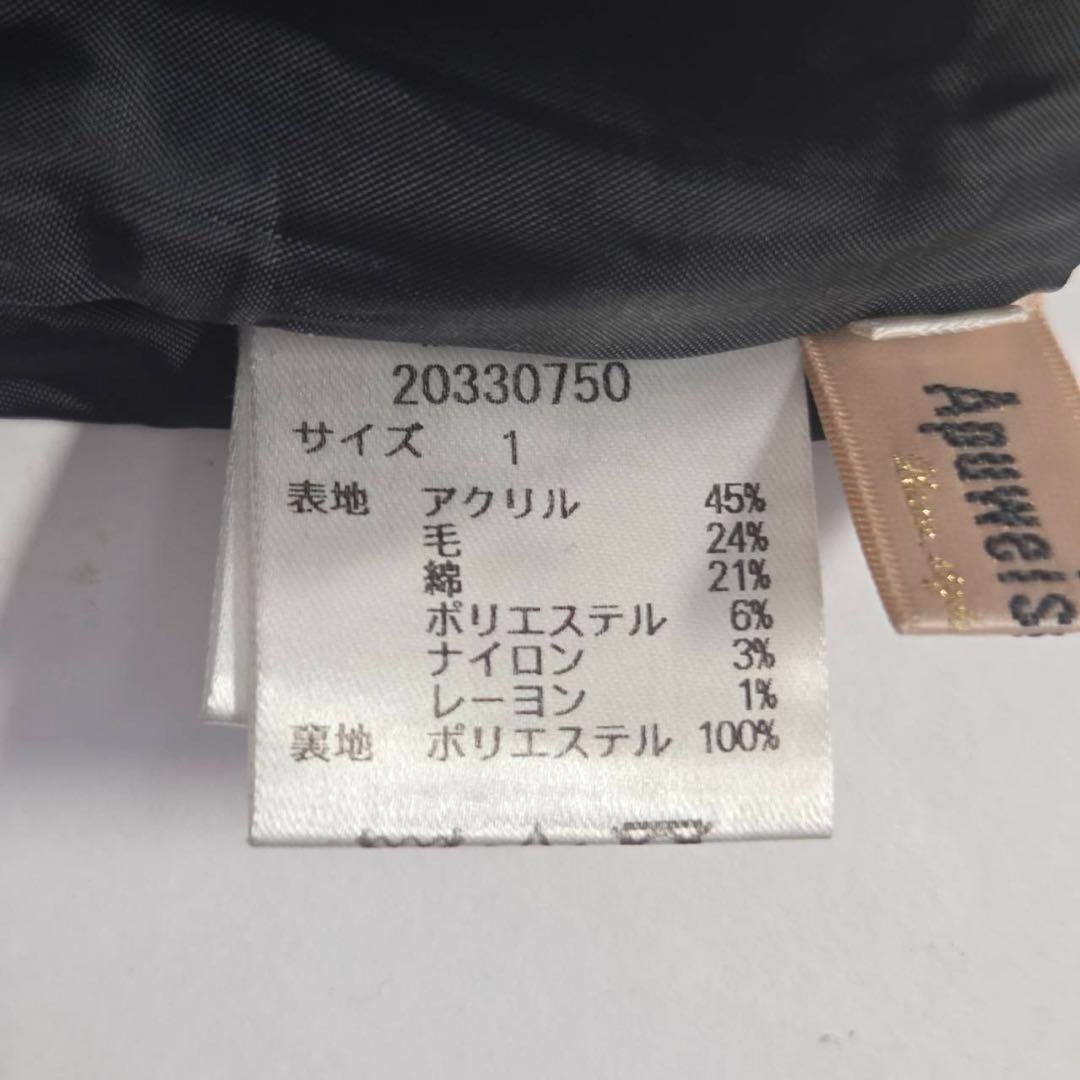 20330750
サイズ 1
表地 アクリル 45%
毛 24%
綿 21%
ポリエステル 6%
ナイロン 3%
レーヨン 1%
裏地 ポリエステル 100%
Apuweis